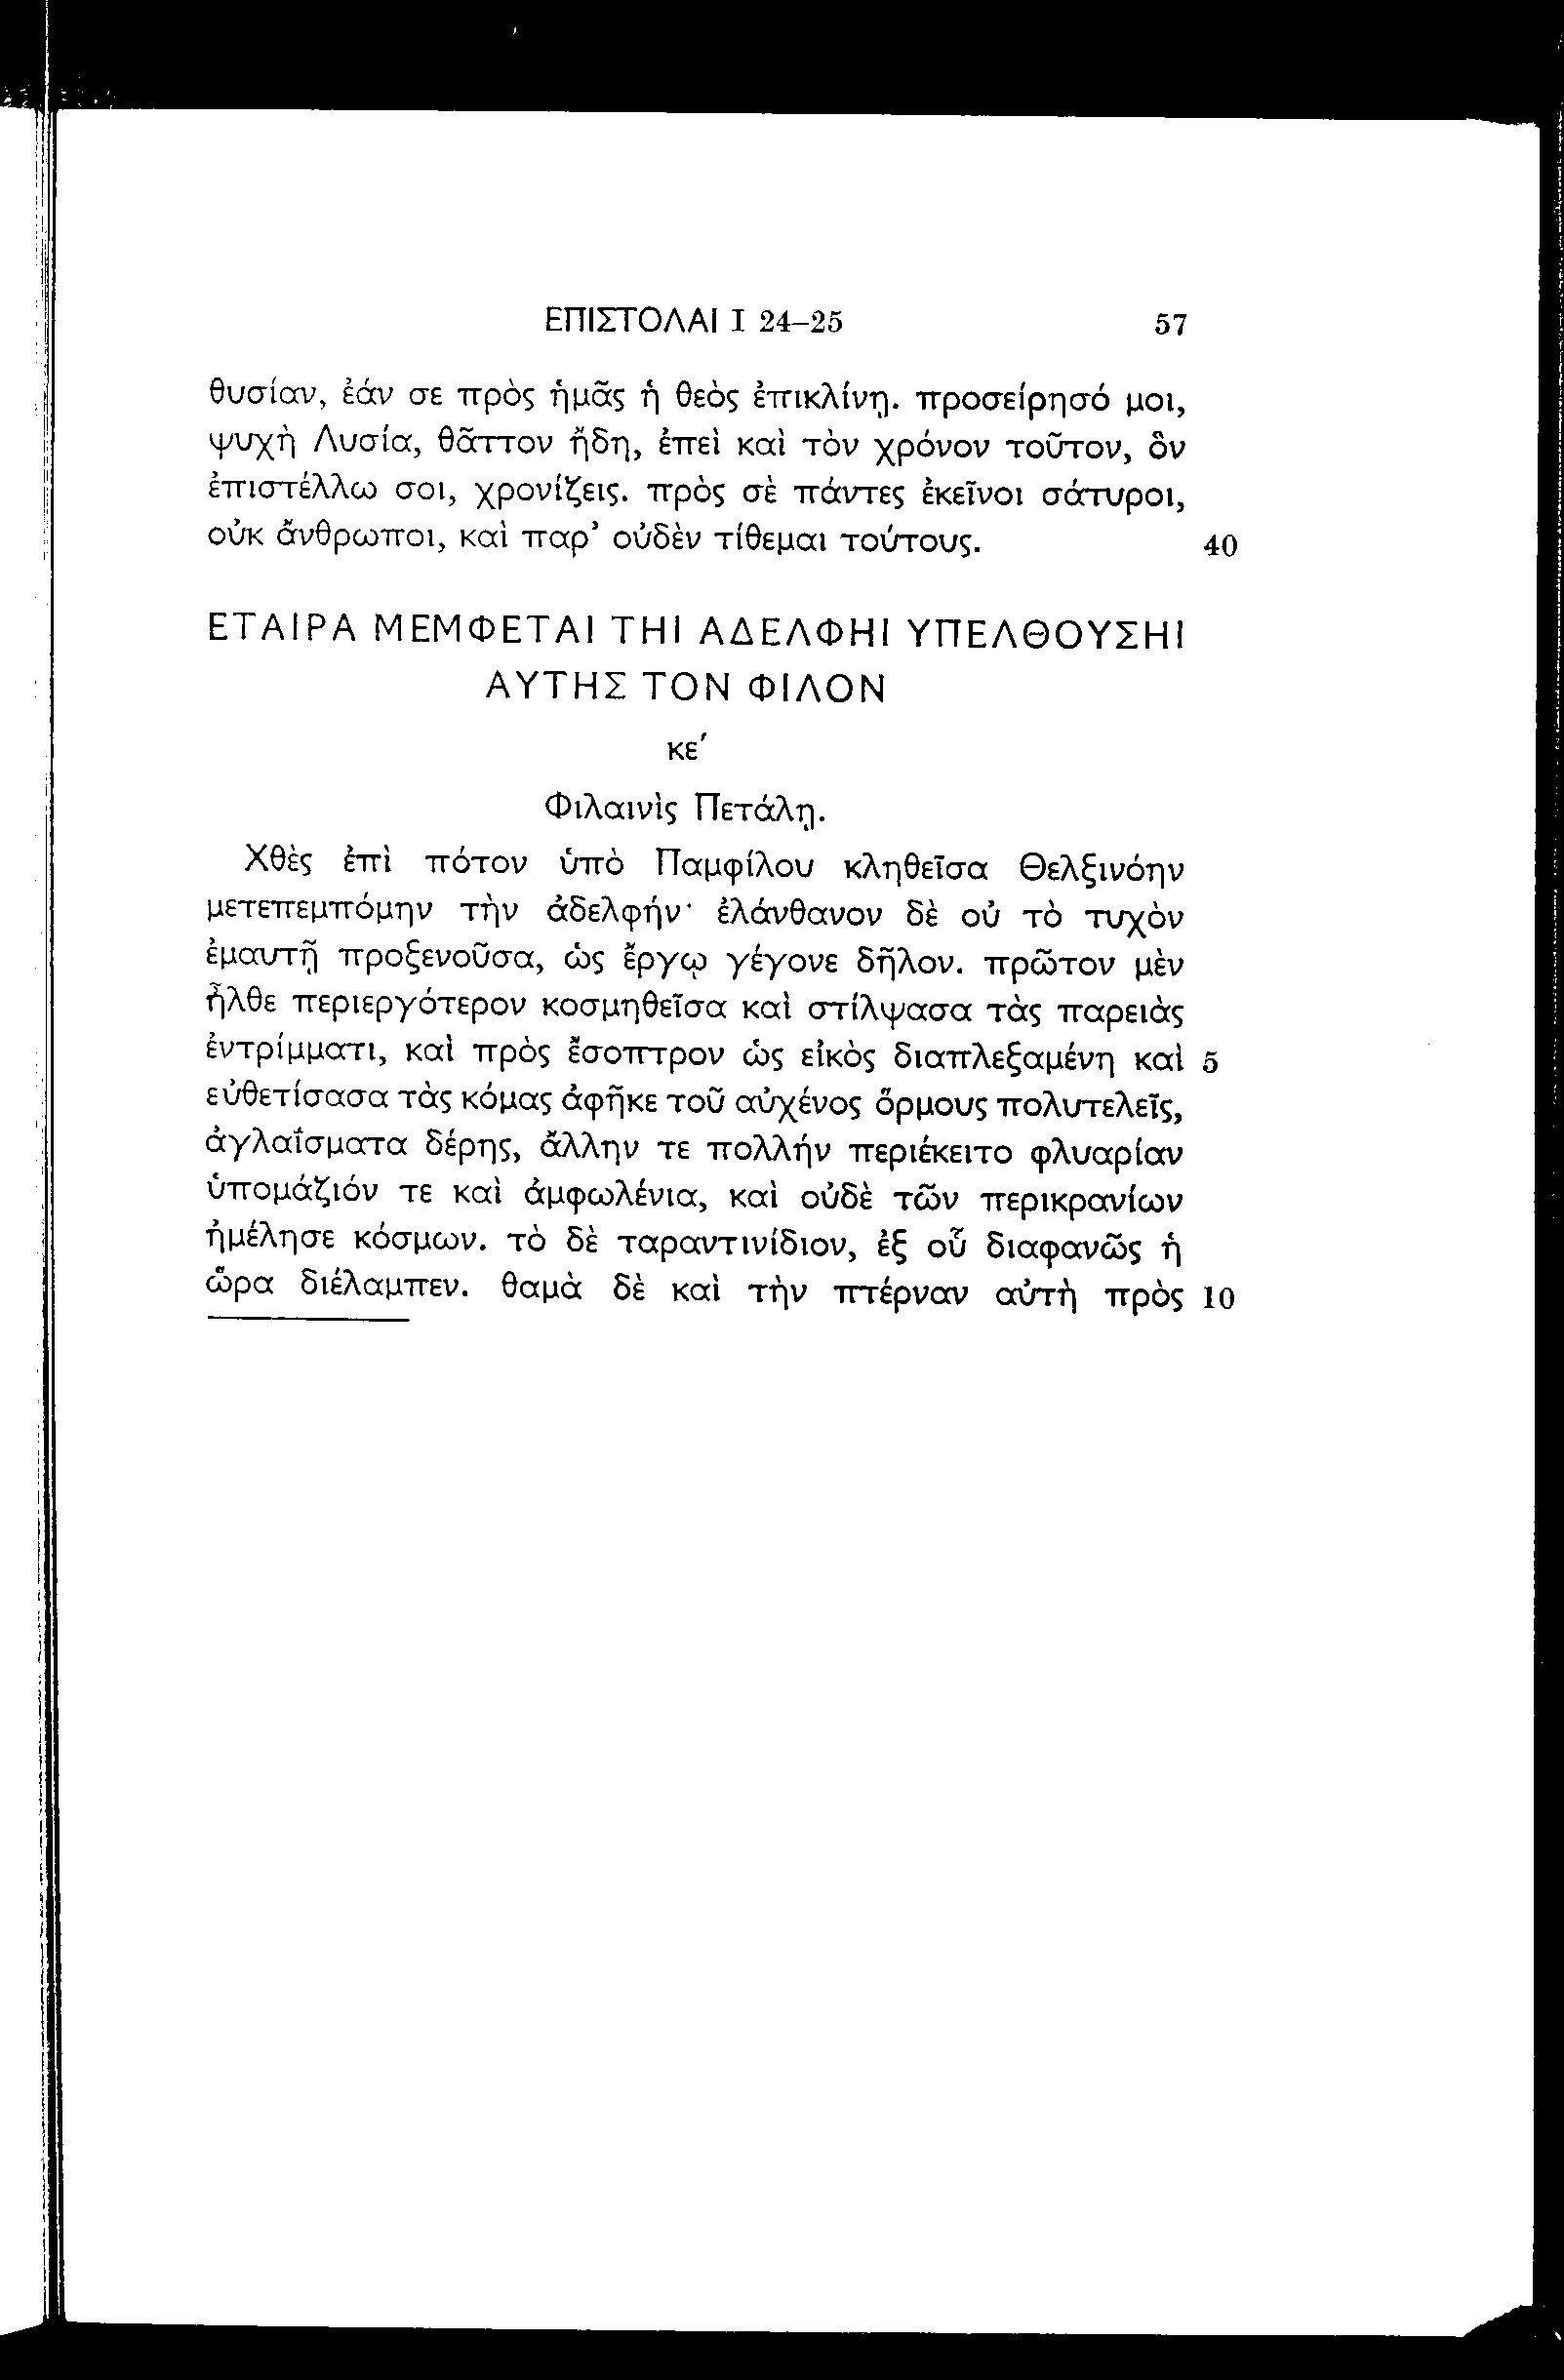 ΕΠΙΣΤΟΛΑΙ Ι 24–25 57
θυσίαν, ἐάν σε πρὸς ἡμᾶς ἡ θεὸς ἐπικλίνῃ. προσείρησό μοι,
ψυχὴ Λυσία, θᾶττον ἤδη, ἐπεὶ καὶ τὸν χρόνον τοῦτον, ὃν
ἐπιστέλλω σοι, χρονίζεις. πρὸς σὲ πάντες ἐκεῖνοι σάτυροι,
οὐκ ἄνθρωποι, καὶ παρ’ οὐδὲν τίθεμαι τούτους. 40
ΕΤΑΙΡΑ ΜΕΜΦΕΤΑΙ ΤΗΙ ΑΔΕΛΦΗΙ ΥΠΕΛΘΟΥΣΗΙ
ΑΥΤΗΣ ΤΟΝ ΦΙΛΟΝ
κε′
Φιλαινὶς Πετάλῃ.
Χθὲς ἐπὶ πότον ὑπὸ Παμφίλου κληθεῖσα Θελξινόην
μετεπεμπόμην τὴν ἀδελφήν· ἐλάνθανον δὲ οὐ τὸ τυχὸν
ἐμαυτῇ προξενοῦσα, ὡς ἔργῳ γέγονε δῆλον. πρῶτον μὲν
ἦλθε περιεργότερον κοσμηθεῖσα καὶ στίλψασα τὰς παρειὰς
ἐντρίμματι, καὶ πρὸς ἔσοπτρον ὡς εἰκὸς διαπλεξαμένη καὶ 5
εὐθετίσασα τὰς κόμας ἀφῆκε τοῦ αὐχένος ὅρμους πολυτελεῖς,
ἀγλαΐσματα δέρης, ἄλλην τε πολλήν περιέκειτο φλυαρίαν
ὑπομάζιόν τε καὶ ἀμφωλένια, καὶ οὐδὲ τῶν περικρανίων
ἠμέλησε κόσμων. τὸ δὲ ταραντινίδιον, ἐξ οὗ διαφανῶς ἡ
ὥρα διέλαμπεν. θαμὰ δὲ καὶ τὴν πτέρναν αὐτὴ πρὸς 10